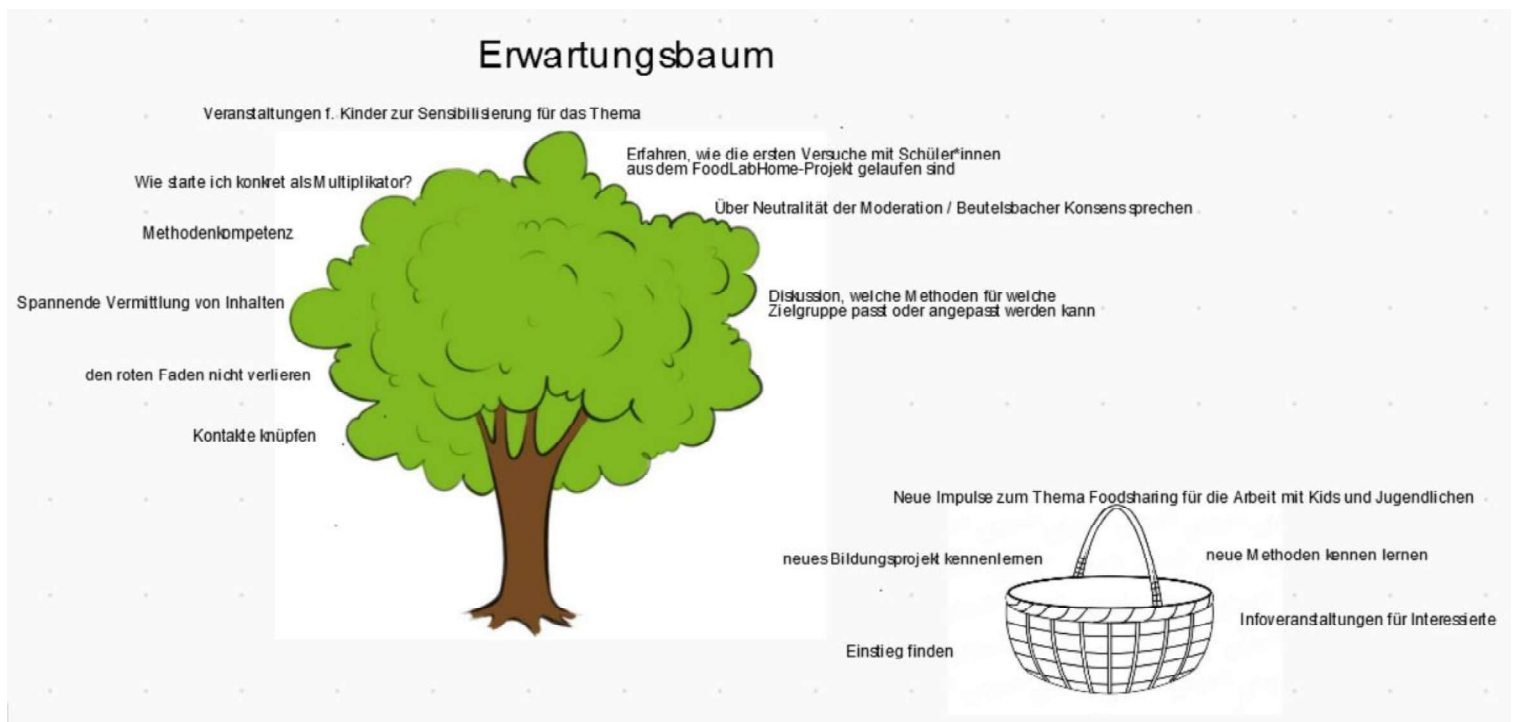 Erwartungsbaum
Veranstaltungen f. Kinder zur Sensibilisierung für das Thema
Erfahren, wie die ersten Versuche mit Schüler*innen
aus dem FoodLabHome-Projekt gelaufen sind
Wie starte ich konkret als Multiplikator?
Über Neutralität der Moderation / Beutelsbacher Konsens sprechen
Methodenkompetenz
Spannende Vermittlung von Inhalten
Diskussion, welche Methoden für welche
Zielgruppe passt oder angepasst werden kann
den roten Faden nicht verlieren
Kontakte knüpfen
Neue Impulse zum Thema Foodsharing für die Arbeit mit Kids und Jugendlichen
neues Bildungsprojekt kennenlernen
neue Methoden kennen lernen
Infoveranstaltungen für Interessierte
Einstieg finden